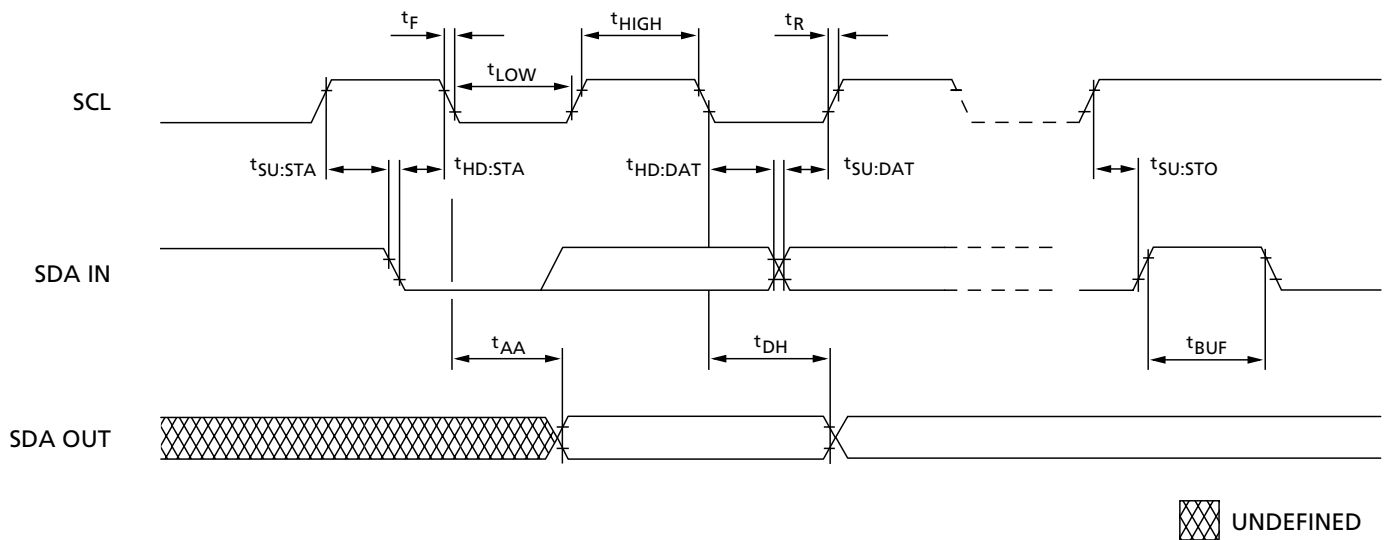 tF
tHIGH
tR
tLOW
SCL
tSU:STA
tHD:STA
tHD:DAT
tSU:DAT
tSU:STO
SDA IN
tAA
tDH
tBUF
SDA OUT
UNDEFINED